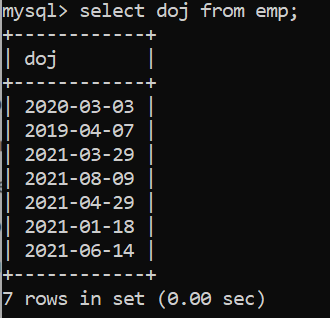 mysql> select doj from emp;
+------------+
| doj        |
+------------+
| 2020-03-03 |
| 2019-04-07 |
| 2021-03-29 |
| 2021-08-09 |
| 2021-04-29 |
| 2021-01-18 |
| 2021-06-14 |
+------------+
7 rows in set (0.00 sec)